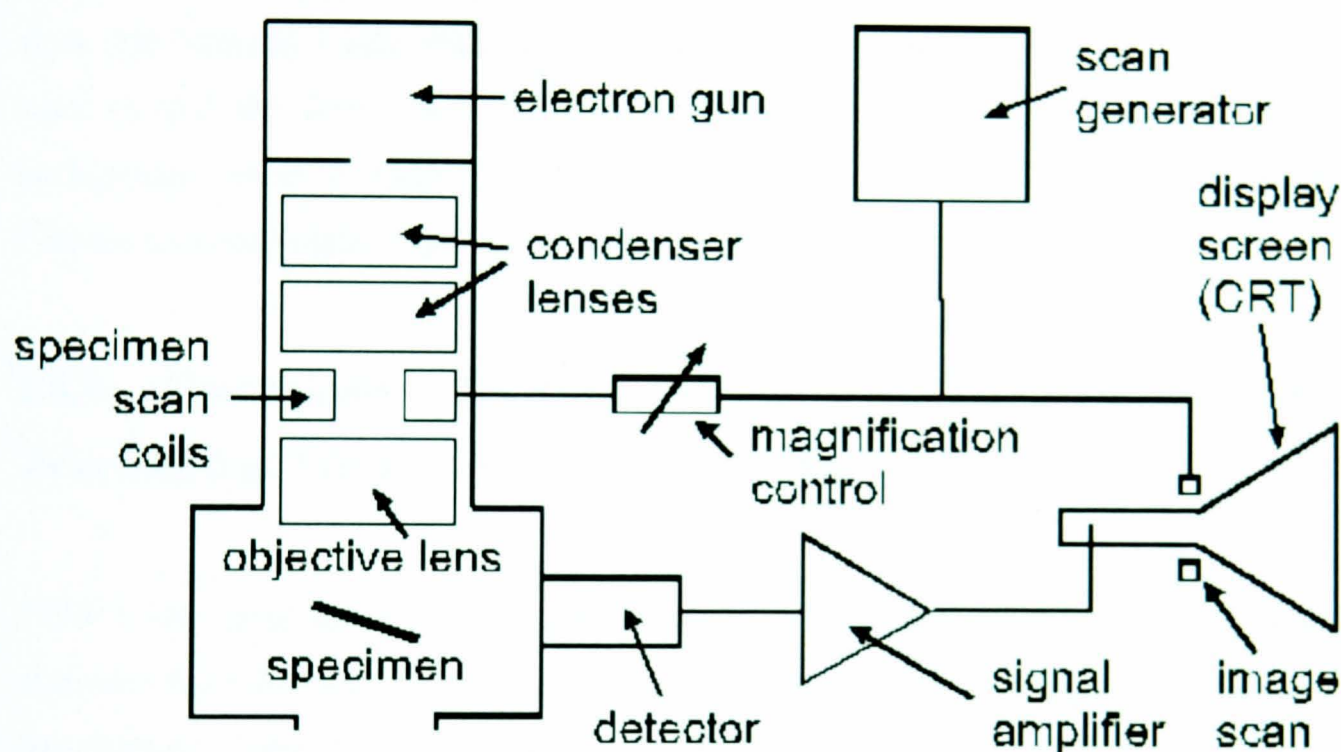 electron gun
scan
generator
display
screen
(CRT)
condenser
lenses
specimen
scan
coils
magnification
control
objective lens
specimen
detector
signal
amplifier
image
scan